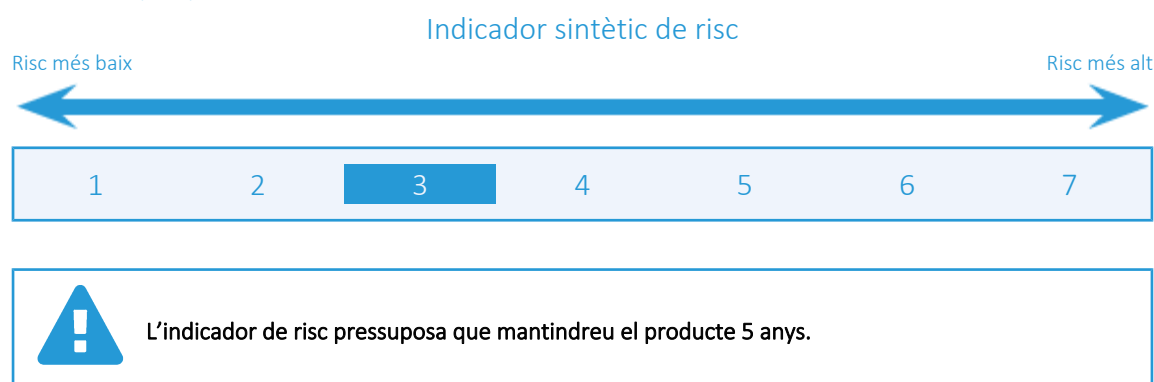 Indicador sintètic de risc
Risc més baix Risc més alt
1 2 3 4 5 6 7
L’indicador de risc pressuposa que mantindreu el producte 5 anys.